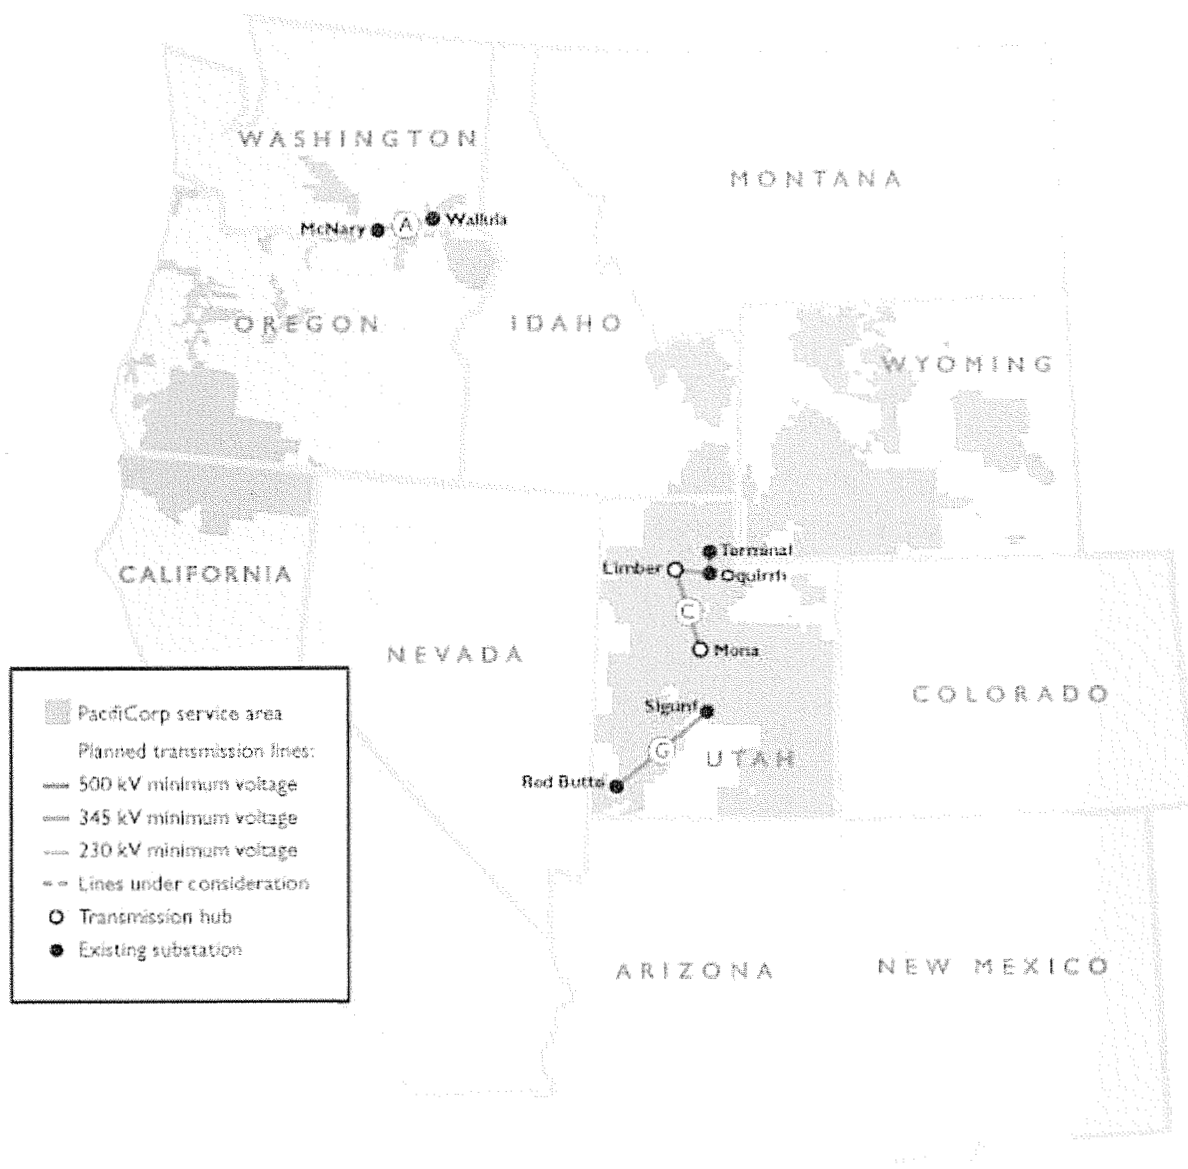 WASHINGTON
MONTANA
McNary
A
Wallula
OREGON
IDAHO
WYOMING
Terminal
Limber
Oquirrh
CALIFORNIA
C
NEVADA
Mona
COLORADO
PacifiCorp service area
Sigurd
Planned transmission lines:
G
UTAH
500 kV minimum voltage
Red Butte
345 kV minimum voltage
230 kV minimum voltage
Lines under consideration
Transmission hub
Existing substation
ARIZONA
NEW MEXICO